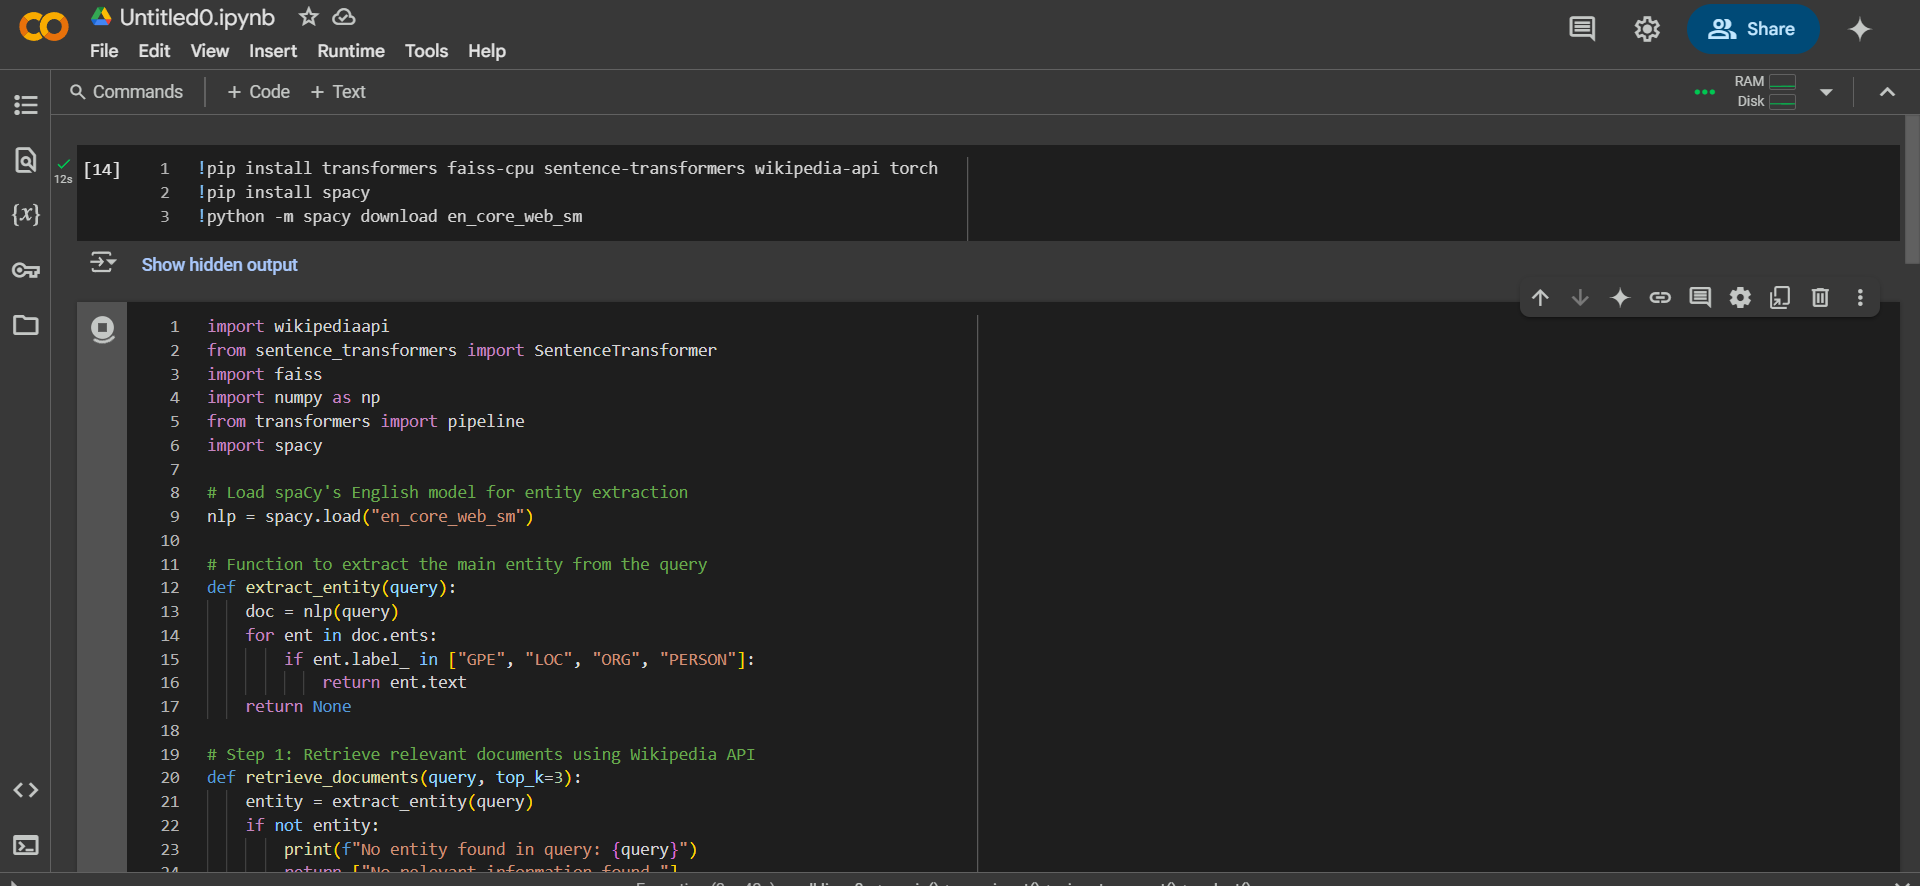 Untitled0.ipynb
File Edit View Insert Runtime Tools Help
Share
Commands + Code + Text
RAM
Disk
12s
[14]
1 !pip install transformers faiss-cpu sentence-transformers wikipedia-api torch
2 !pip install spacy
3 !python -m spacy download en_core_web_sm
Show hidden output
1 import wikipediaapi
2 from sentence_transformers import SentenceTransformer
3 import faiss
4 import numpy as np
5 from transformers import pipeline
6 import spacy
7
8 # Load spaCy's English model for entity extraction
9 nlp = spacy.load("en_core_web_sm")
10
11 # Function to extract the main entity from the query
12 def extract_entity(query):
13 doc = nlp(query)
14 for ent in doc.ents:
15 if ent.label_ in ["GPE", "LOC", "ORG", "PERSON"]:
16 return ent.text
17 return None
18
19 # Step 1: Retrieve relevant documents using Wikipedia API
20 def retrieve_documents(query, top_k=3):
21 entity = extract_entity(query)
22 if not entity:
23 print(f"No entity found in query: {query}")
24 return ["No relevant information found."]